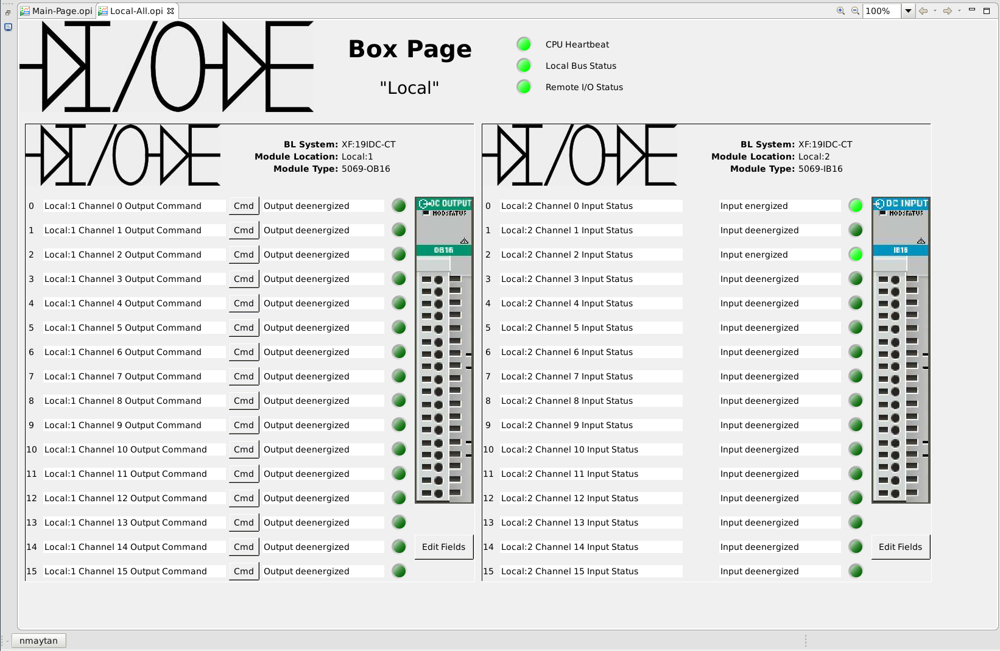 Main-Page.opi Local-All.opi 100%
DI/ODE
Box Page
"Local"
CPU Heartbeat
Local Bus Status
Remote I/O Status
DI/ODE
BL System: XF:19IDC-CT
Module Location: Local:1
Module Type: 5069-OB16
0 Local:1 Channel 0 Output Command Cmd Output deenergized
1 Local:1 Channel 1 Output Command Cmd Output deenergized
2 Local:1 Channel 2 Output Command Cmd Output deenergized
3 Local:1 Channel 3 Output Command Cmd Output deenergized
4 Local:1 Channel 4 Output Command Cmd Output deenergized
5 Local:1 Channel 5 Output Command Cmd Output deenergized
6 Local:1 Channel 6 Output Command Cmd Output deenergized
7 Local:1 Channel 7 Output Command Cmd Output deenergized
8 Local:1 Channel 8 Output Command Cmd Output deenergized
9 Local:1 Channel 9 Output Command Cmd Output deenergized
10 Local:1 Channel 10 Output Command Cmd Output deenergized
11 Local:1 Channel 11 Output Command Cmd Output deenergized
12 Local:1 Channel 12 Output Command Cmd Output deenergized
13 Local:1 Channel 13 Output Command Cmd Output deenergized
14 Local:1 Channel 14 Output Command Cmd Output deenergized
15 Local:1 Channel 15 Output Command Cmd Output deenergized
DC OUTPUT
OB16
Edit Fields
DI/ODE
BL System: XF:19IDC-CT
Module Location: Local:2
Module Type: 5069-IB16
0 Local:2 Channel 0 Input Status Input energized
1 Local:2 Channel 1 Input Status Input deenergized
2 Local:2 Channel 2 Input Status Input energized
3 Local:2 Channel 3 Input Status Input deenergized
4 Local:2 Channel 4 Input Status Input deenergized
5 Local:2 Channel 5 Input Status Input deenergized
6 Local:2 Channel 6 Input Status Input deenergized
7 Local:2 Channel 7 Input Status Input deenergized
8 Local:2 Channel 8 Input Status Input deenergized
9 Local:2 Channel 9 Input Status Input deenergized
10 Local:2 Channel 10 Input Status Input deenergized
11 Local:2 Channel 11 Input Status Input deenergized
12 Local:2 Channel 12 Input Status Input deenergized
13 Local:2 Channel 13 Input Status Input deenergized
14 Local:2 Channel 14 Input Status Input deenergized
15 Local:2 Channel 15 Input Status Input deenergized
DC INPUT
IB16
Edit Fields
nmaytan